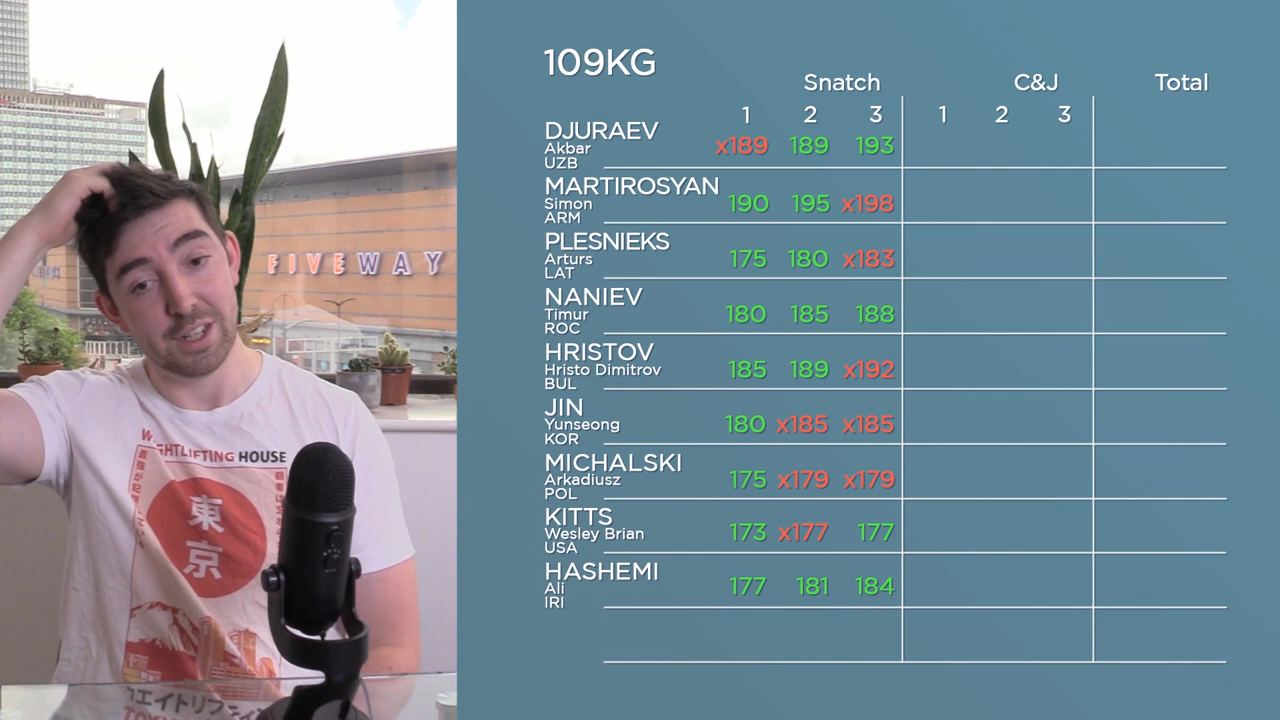 FIVEWAY
WEIGHTLIFTING HOUSE
東
京
109KG
Snatch C&J Total
1 2 3 1 2 3
DJURAEV
Akbar
UZB
x189 189 193
MARTIROSYAN
Simon
ARM
190 195 x198
PLESNIEKS
Arturs
LAT
175 180 x183
NANIEV
Timur
ROC
180 185 188
HRISTOV
Hristo Dimitrov
BUL
185 189 x192
JIN
Yunseong
KOR
180 x185 x185
MICHALSKI
Arkadiusz
POL
175 x179 x179
KITTS
Wesley Brian
USA
173 x177 177
HASHEMI
Ali
IRI
177 181 184